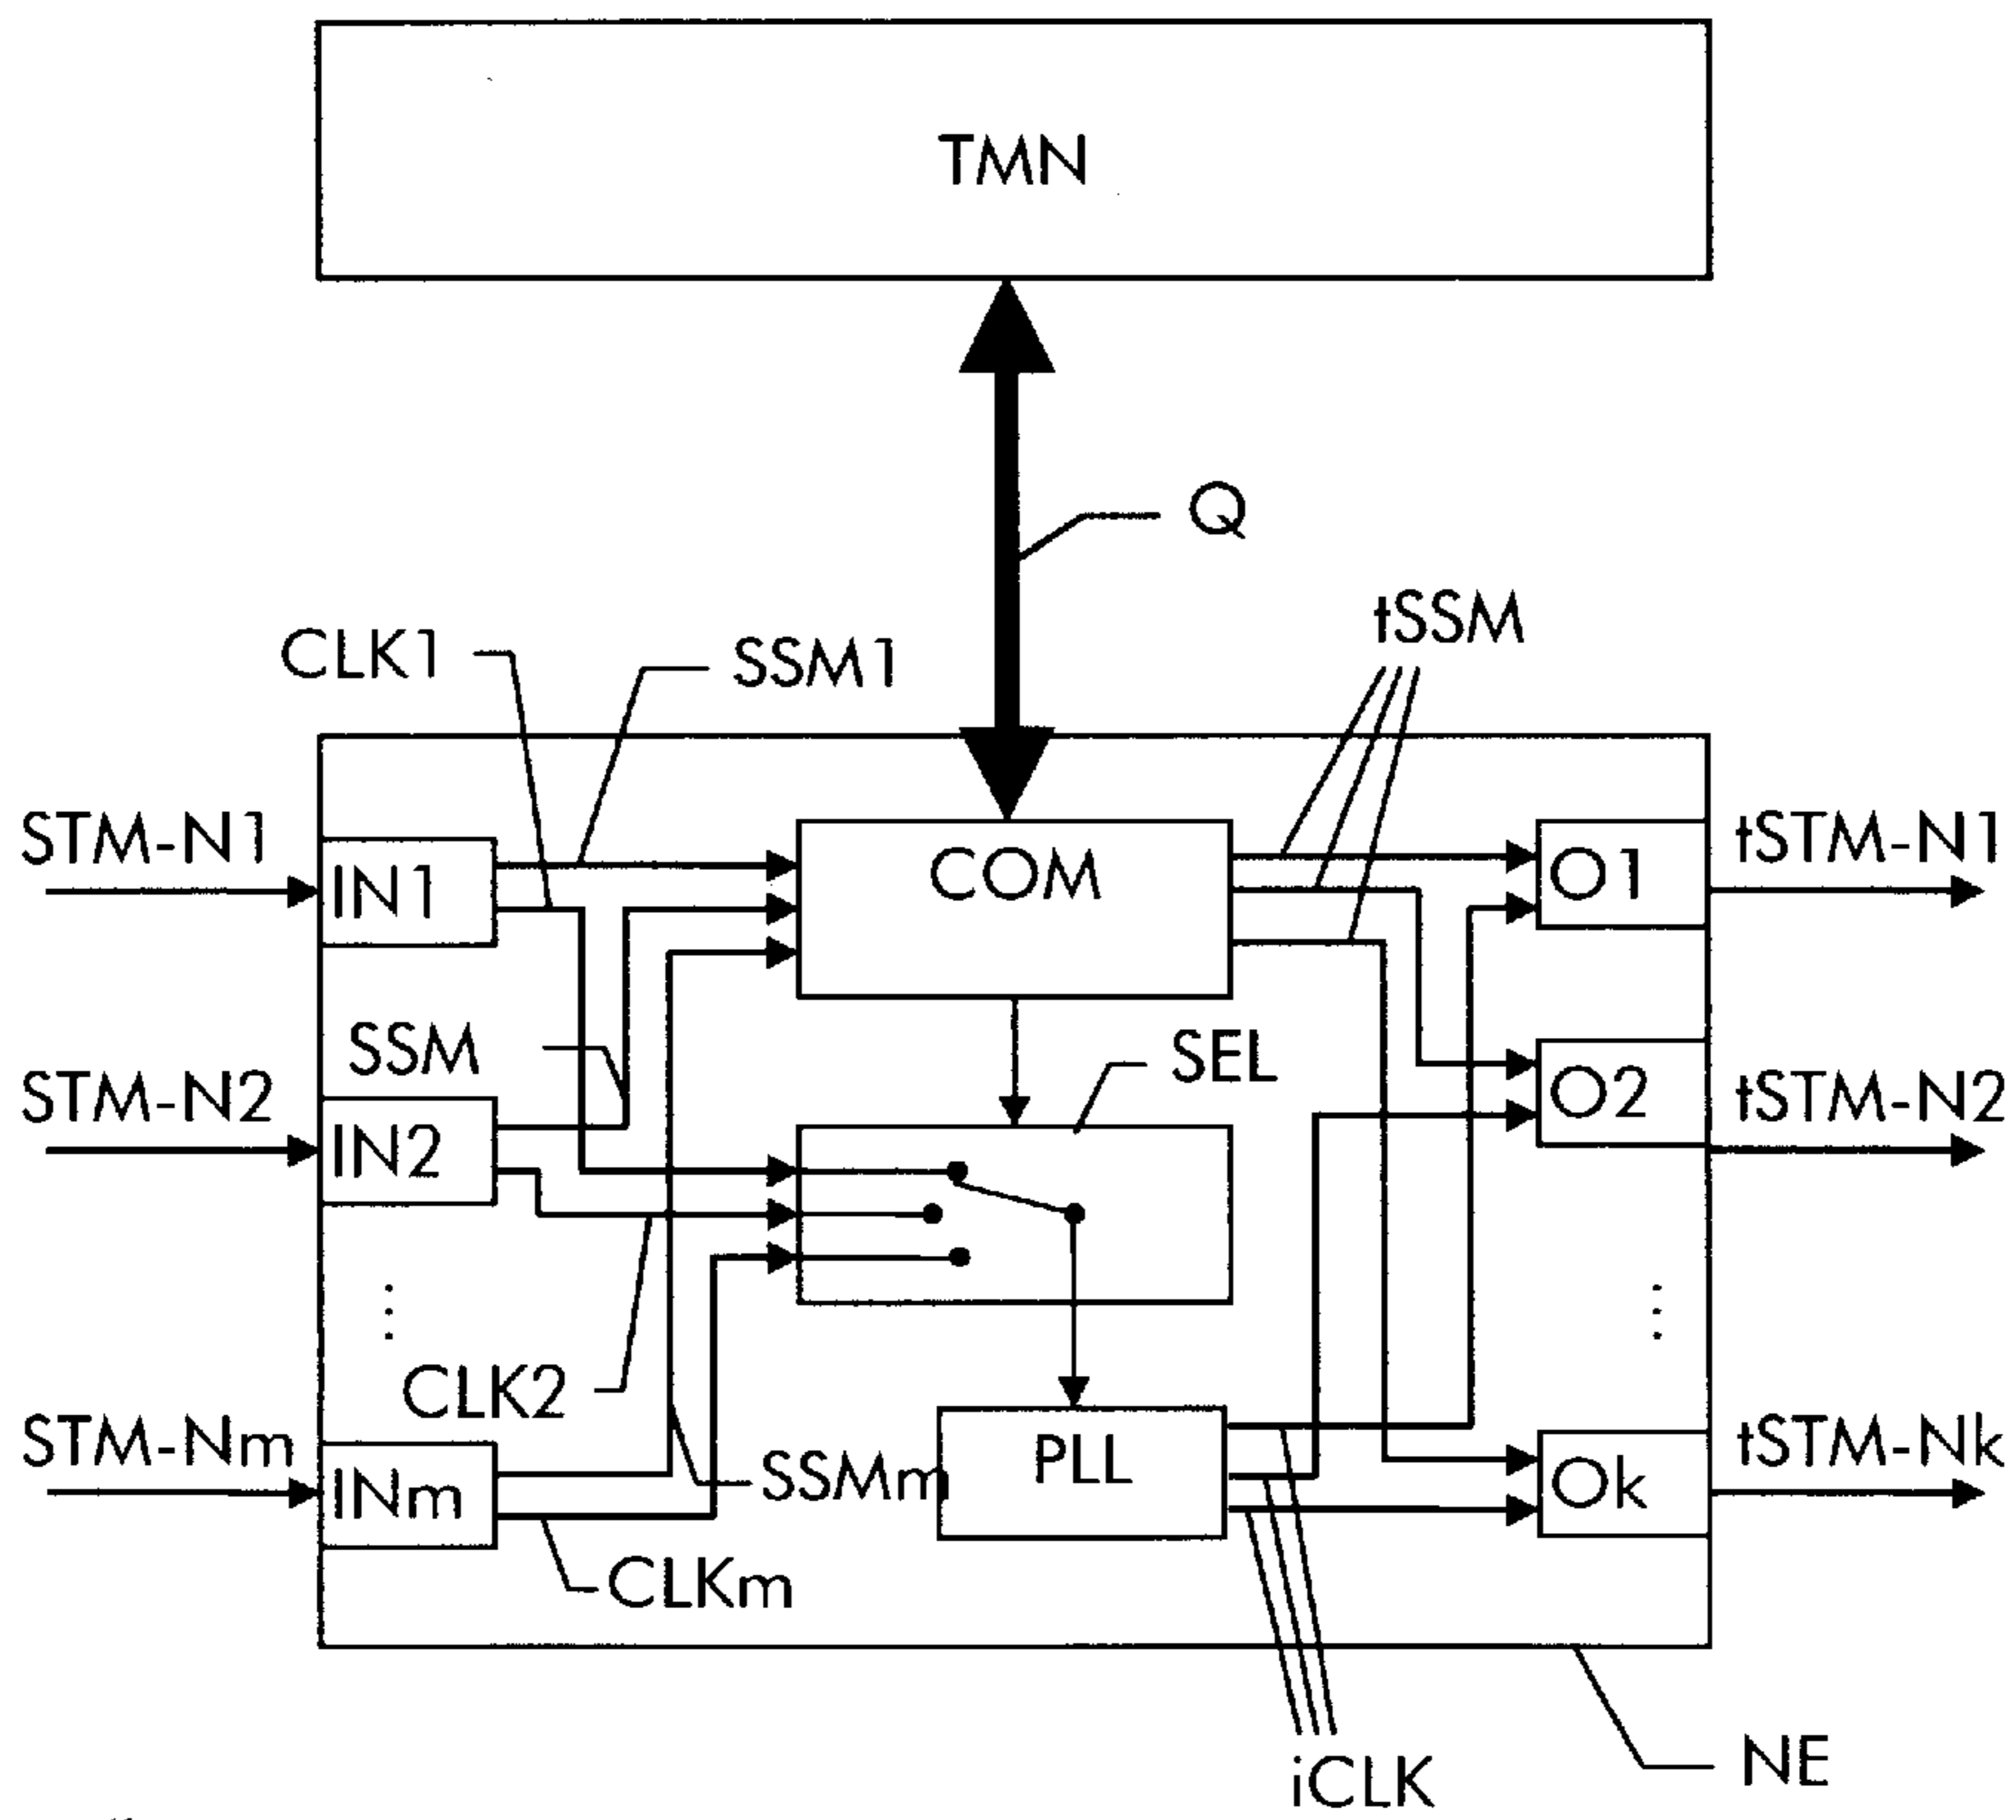 TMN
Q
tSSM
CLK1
SSM1
STM-N1
IN1
COM
O1
tSTM-N1
SSM
SEL
STM-N2
IN2
O2
tSTM-N2
CLK2
STM-Nm
INm
SSMm
PLL
Ok
tSTM-Nk
CLKm
iCLK
NE